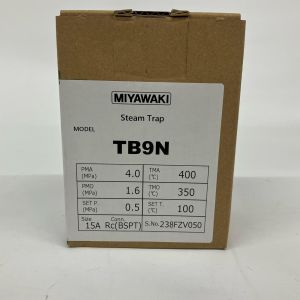 MIYAWAKI
Steam Trap
MODEL
TB9N
PMA (MPa) 4.0 TMA (℃) 400
PMO (MPa) 1.6 TMO (℃) 350
SET P. (MPa) 0.5 SET T. (℃) 100
Size 15A Conn. Rc(BSPT) S.No. 238FZV050